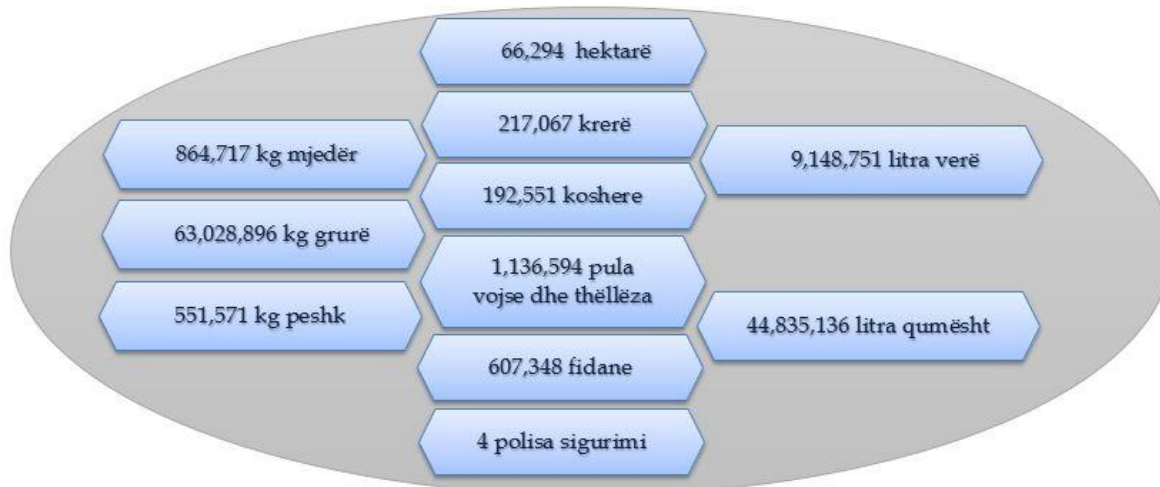 66,294 hektarë
217,067 krerë
864,717 kg mjedër
9,148,751 litra verë
192,551 koshere
63,028,896 kg grurë
1,136,594 pula
vojse dhe thëllëza
551,571 kg peshk
44,835,136 litra qumësht
607,348 fidane
4 polisa sigurimi